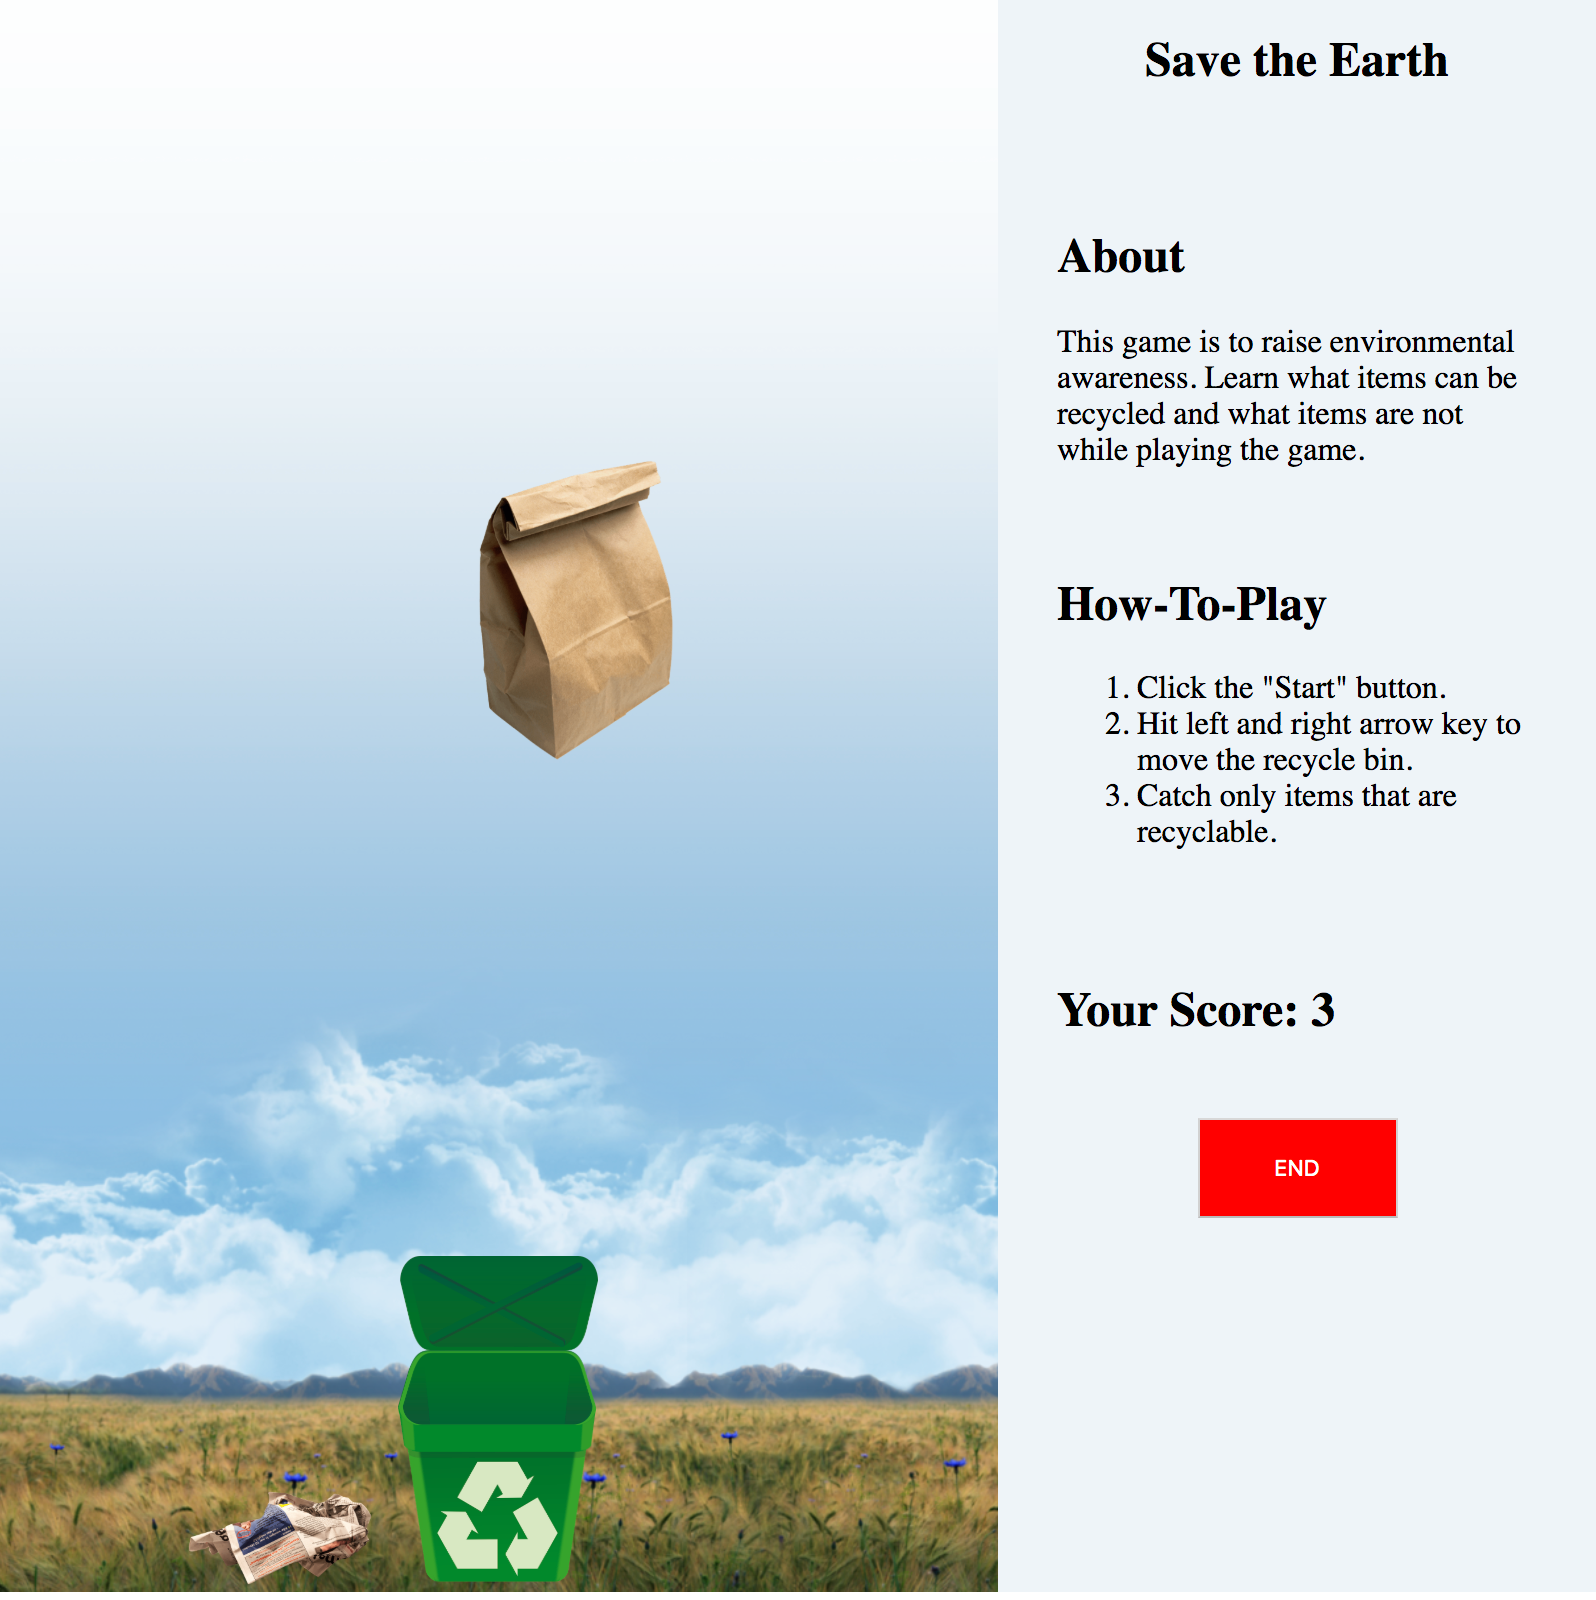 Save the Earth
About
This game is to raise environmental
awareness. Learn what items can be
recycled and what items are not
while playing the game.
How-To-Play
1. Click the "Start" button.
2. Hit left and right arrow key to
move the recycle bin.
3. Catch only items that are
recyclable.
Your Score: 3
END